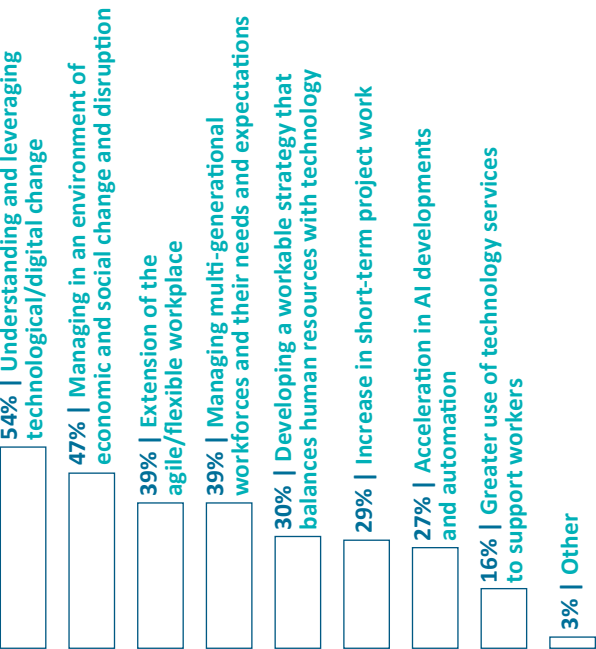 54% | Understanding and leveraging
technological/digital change
47% | Managing in an environment of
economic and social change and disruption
39% | Extension of the
agile/flexible workplace
39% | Managing multi-generational
workforces and their needs and expectations
30% | Developing a workable strategy that
balances human resources with technology
29% | Increase in short-term project work
27% | Acceleration in AI developments
and automation
16% | Greater use of technology services
to support workers
3% | Other